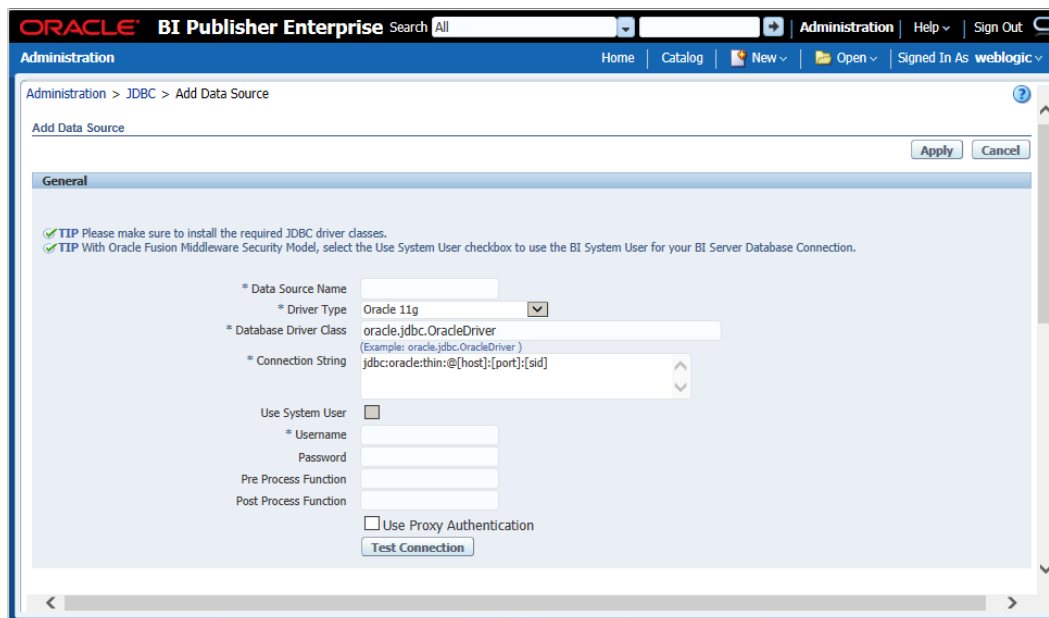 ORACLE BI Publisher Enterprise Search All Administration Help Sign Out
Administration Home Catalog New Open Signed In As weblogic
Administration > JDBC > Add Data Source
Add Data Source
Apply Cancel
General
TIP Please make sure to install the required JDBC driver classes.
TIP With Oracle Fusion Middleware Security Model, select the Use System User checkbox to use the BI System User for your BI Server Database Connection.
* Data Source Name
* Driver Type Oracle 11g
* Database Driver Class oracle.jdbc.OracleDriver
(Example: oracle.jdbc.OracleDriver )
* Connection String jdbc:oracle:thin:@[host]:[port]:[sid]
Use System User
* Username
Password
Pre Process Function
Post Process Function
Use Proxy Authentication
Test Connection